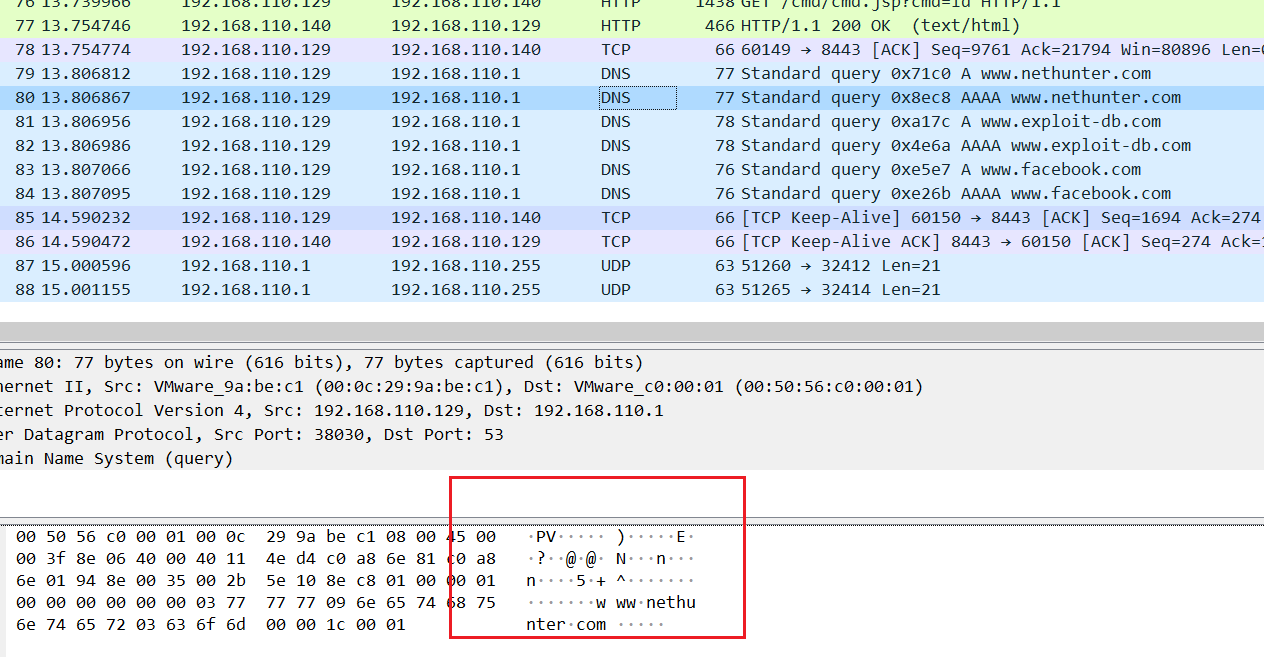 76 13.739966 192.168.110.129 192.168.110.140 HTTP 1438 GET /cmd/cmd.jsp?cmd=id HTTP/1.1
77 13.754746 192.168.110.140 192.168.110.129 HTTP 466 HTTP/1.1 200 OK (text/html)
78 13.754774 192.168.110.129 192.168.110.140 TCP 66 60149 → 8443 [ACK] Seq=9761 Ack=21794 Win=80896 Len=0
79 13.806812 192.168.110.129 192.168.110.1 DNS 77 Standard query 0x71c0 A www.nethunter.com
80 13.806867 192.168.110.129 192.168.110.1 DNS 77 Standard query 0x8ec8 AAAA www.nethunter.com
81 13.806956 192.168.110.129 192.168.110.1 DNS 78 Standard query 0xa17c A www.exploit-db.com
82 13.806986 192.168.110.129 192.168.110.1 DNS 78 Standard query 0x4e6a AAAA www.exploit-db.com
83 13.807066 192.168.110.129 192.168.110.1 DNS 76 Standard query 0xe5e7 A www.facebook.com
84 13.807095 192.168.110.129 192.168.110.1 DNS 76 Standard query 0xe26b AAAA www.facebook.com
85 14.590232 192.168.110.129 192.168.110.140 TCP 66 [TCP Keep-Alive] 60150 → 8443 [ACK] Seq=1694 Ack=274
86 14.590472 192.168.110.140 192.168.110.129 TCP 66 [TCP Keep-Alive ACK] 8443 → 60150 [ACK] Seq=274 Ack=1
87 15.000596 192.168.110.1 192.168.110.255 UDP 63 51260 → 32412 Len=21
88 15.001155 192.168.110.1 192.168.110.255 UDP 63 51265 → 32414 Len=21
ame 80: 77 bytes on wire (616 bits), 77 bytes captured (616 bits)
hernet II, Src: VMware_9a:be:c1 (00:0c:29:9a:be:c1), Dst: VMware_c0:00:01 (00:50:56:c0:00:01)
ternet Protocol Version 4, Src: 192.168.110.129, Dst: 192.168.110.1
er Datagram Protocol, Src Port: 38030, Dst Port: 53
main Name System (query)
00 50 56 c0 00 01 00 0c 29 9a be c1 08 00 45 00 ·PV····· )·····E·
00 3f 8e 06 40 00 40 11 4e d4 c0 a8 6e 81 c0 a8 ·?··@·@· N···n···
6e 01 94 8e 00 35 00 2b 5e 10 8e c8 01 00 00 01 n····5·+ ^·······
00 00 00 00 00 00 03 77 77 77 09 6e 65 74 68 75 ·······w ww·nethu
6e 74 65 72 03 63 6f 6d 00 00 1c 00 01 nter·com ·····